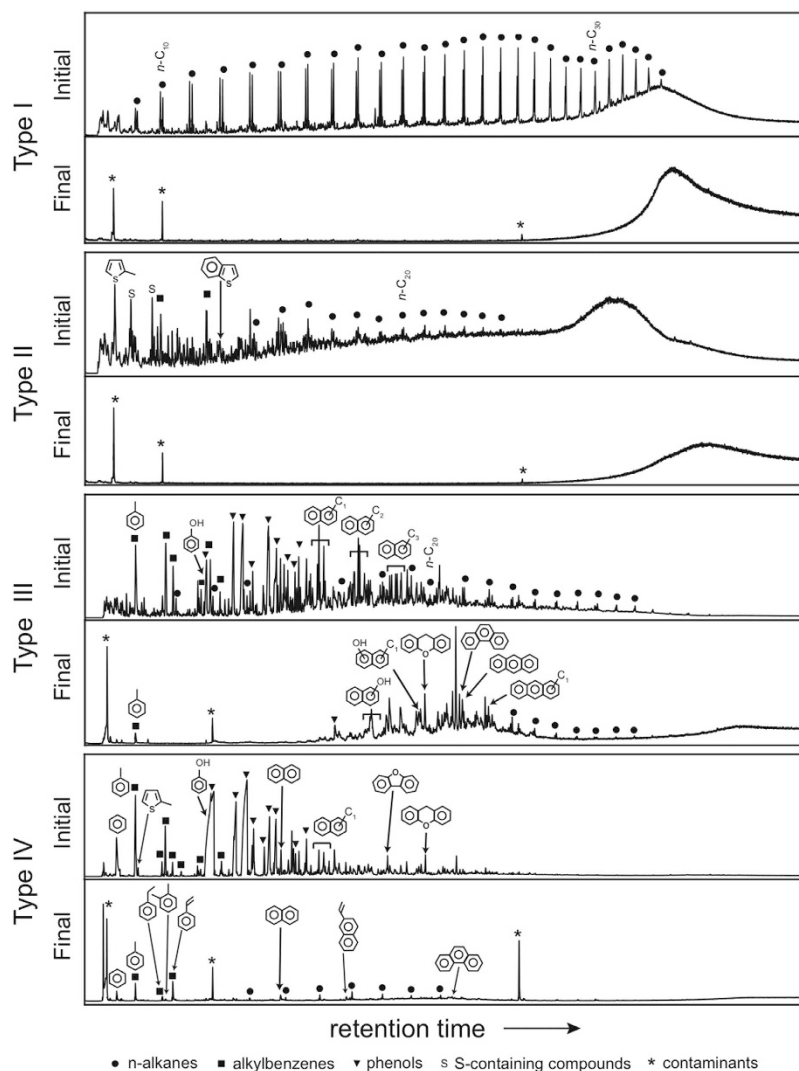 Type I
Initial
n-C10
n-C30
Final
*
*
*
Type II
Initial
S
S
S
S
n-C20
Final
*
*
*
Type III
Initial
OH
C1
C2
C3
n-C20
Final
*
*
OH
C1
OH
O
C1
Type IV
Initial
S
OH
C1
O
O
Final
*
*
*
retention time
n-alkanes
alkylbenzenes
phenols
S S-containing compounds
* contaminants